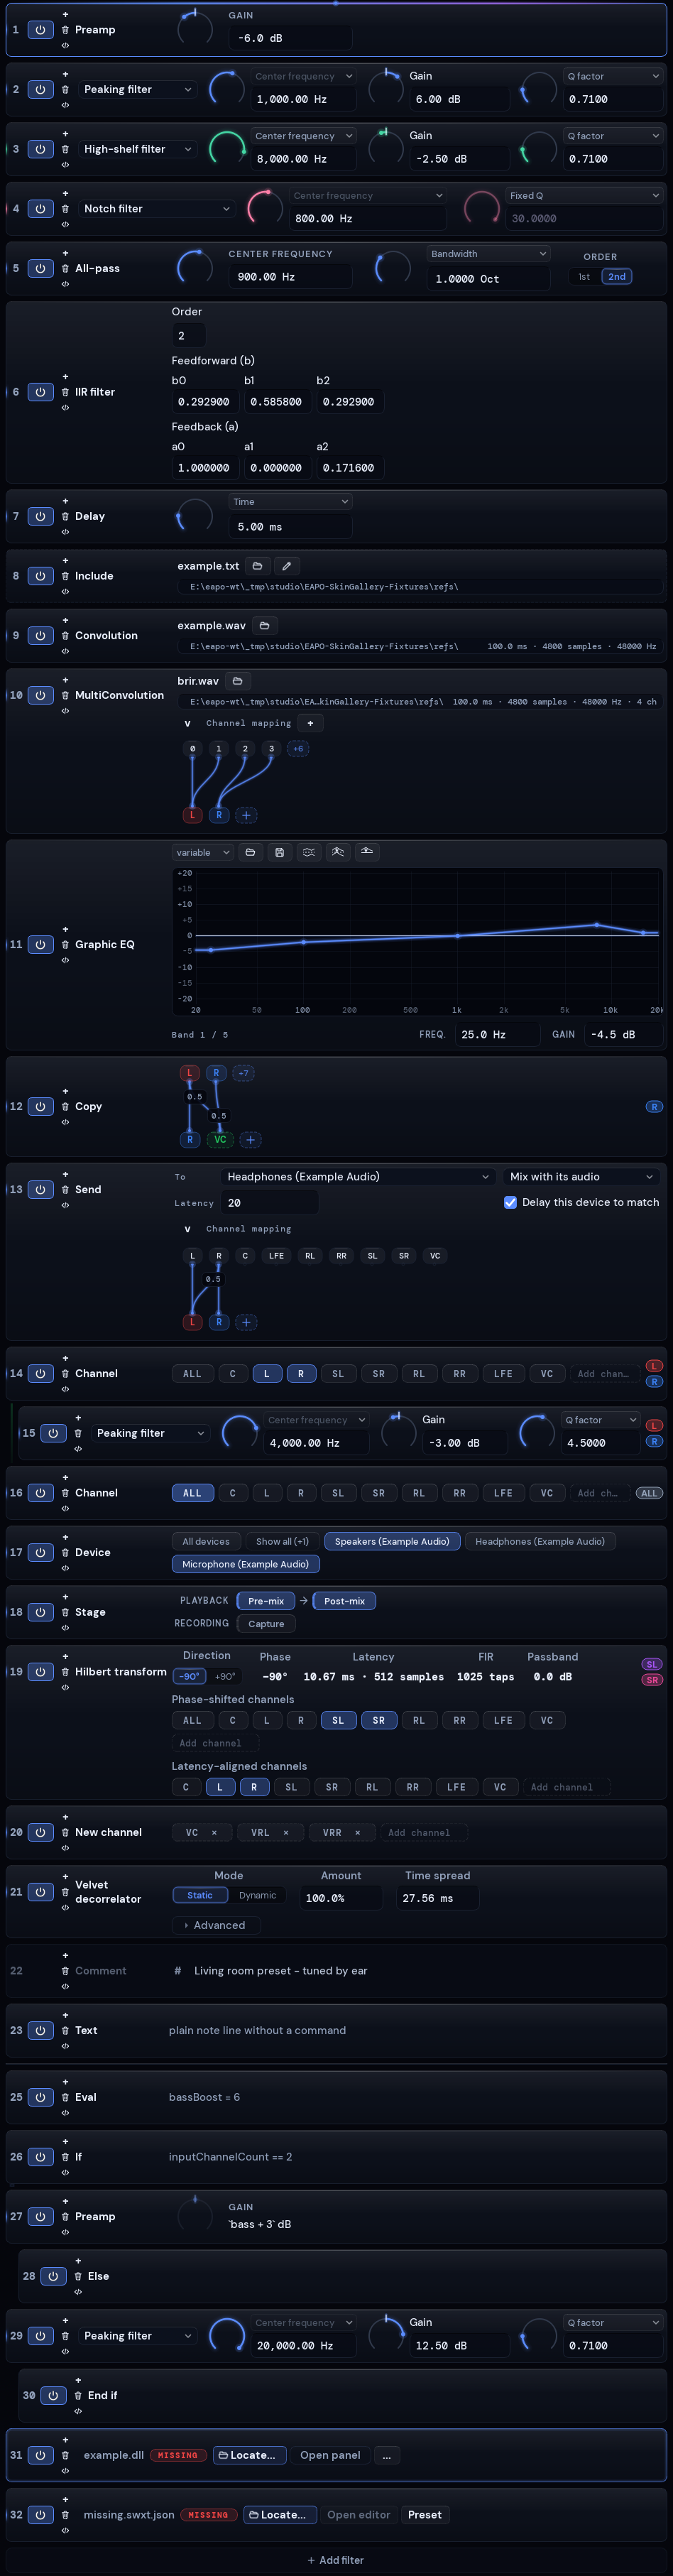 1 Preamp GAIN
-6.0 dB
2 Peaking filter Center frequency Gain Q factor
1,000.00 Hz 6.00 dB 0.7100
3 High-shelf filter Center frequency Gain Q factor
8,000.00 Hz -2.50 dB 0.7100
4 Notch filter Center frequency Fixed Q
800.00 Hz 30.0000
5 All-pass CENTER FREQUENCY Bandwidth ORDER
900.00 Hz 1.0000 Oct 1st 2nd
Order
2
Feedforward (b)
6 IIR filter b0 b1 b2
0.292900 0.585800 0.292900
Feedback (a)
a0 a1 a2
1.000000 0.000000 0.171600
7 Delay Time
5.00 ms
8 Include example.txt
E:\eapo-wt\_tmp\studio\EAPO-SkinGallery-Fixtures\refs\
9 Convolution example.wav
E:\eapo-wt\_tmp\studio\EAPO-SkinGallery-Fixtures\refs\ 100.0 ms · 4800 samples · 48000 Hz
10 MultiConvolution brir.wav
E:\eapo-wt\_tmp\studio\EA…kinGallery-Fixtures\refs\ 100.0 ms · 4800 samples · 48000 Hz · 4 ch
v Channel mapping +
0 1 2 3 +6
L R +
variable
11 Graphic EQ
+20
+15
+10
+5
0
-5
-10
-15
-20
20 50 100 200 500 1k 2k 5k 10k 20k
Band 1 / 5 FREQ. 25.0 Hz GAIN -4.5 dB
L R +7
0.5
12 Copy R
0.5
R VC +
13 Send To Headphones (Example Audio) Mix with its audio
Latency 20 Delay this device to match
v Channel mapping
L R C LFE RL RR SL SR VC
0.5
L R +
14 Channel ALL C L R SL SR RL RR LFE VC Add chan… L R
15 Peaking filter Center frequency Gain Q factor L R
4,000.00 Hz -3.00 dB 4.5000
16 Channel ALL C L R SL SR RL RR LFE VC Add ch… ALL
17 Device All devices Show all (+1) Speakers (Example Audio) Headphones (Example Audio)
Microphone (Example Audio)
18 Stage PLAYBACK Pre-mix → Post-mix
RECORDING Capture
19 Hilbert transform Direction Phase Latency FIR Passband SL SR
-90° +90° -90° 10.67 ms · 512 samples 1025 taps 0.0 dB
Phase-shifted channels
ALL C L R SL SR RL RR LFE VC
Add channel
Latency-aligned channels
C L R SL SR RL RR LFE VC Add channel
20 New channel VC × VRL × VRR × Add channel
21 Velvet decorrelator Mode Amount Time spread
Static Dynamic 100.0% 27.56 ms
Advanced
22 Comment # Living room preset - tuned by ear
23 Text plain note line without a command
25 Eval bassBoost = 6
26 If inputChannelCount == 2
27 Preamp GAIN
`bass + 3` dB
28 Else
29 Peaking filter Center frequency Gain Q factor
20,000.00 Hz 12.50 dB 0.7100
30 End if
31 example.dll MISSING Locate... Open panel ...
32 missing.swxt.json MISSING Locate... Open editor Preset
+ Add filter